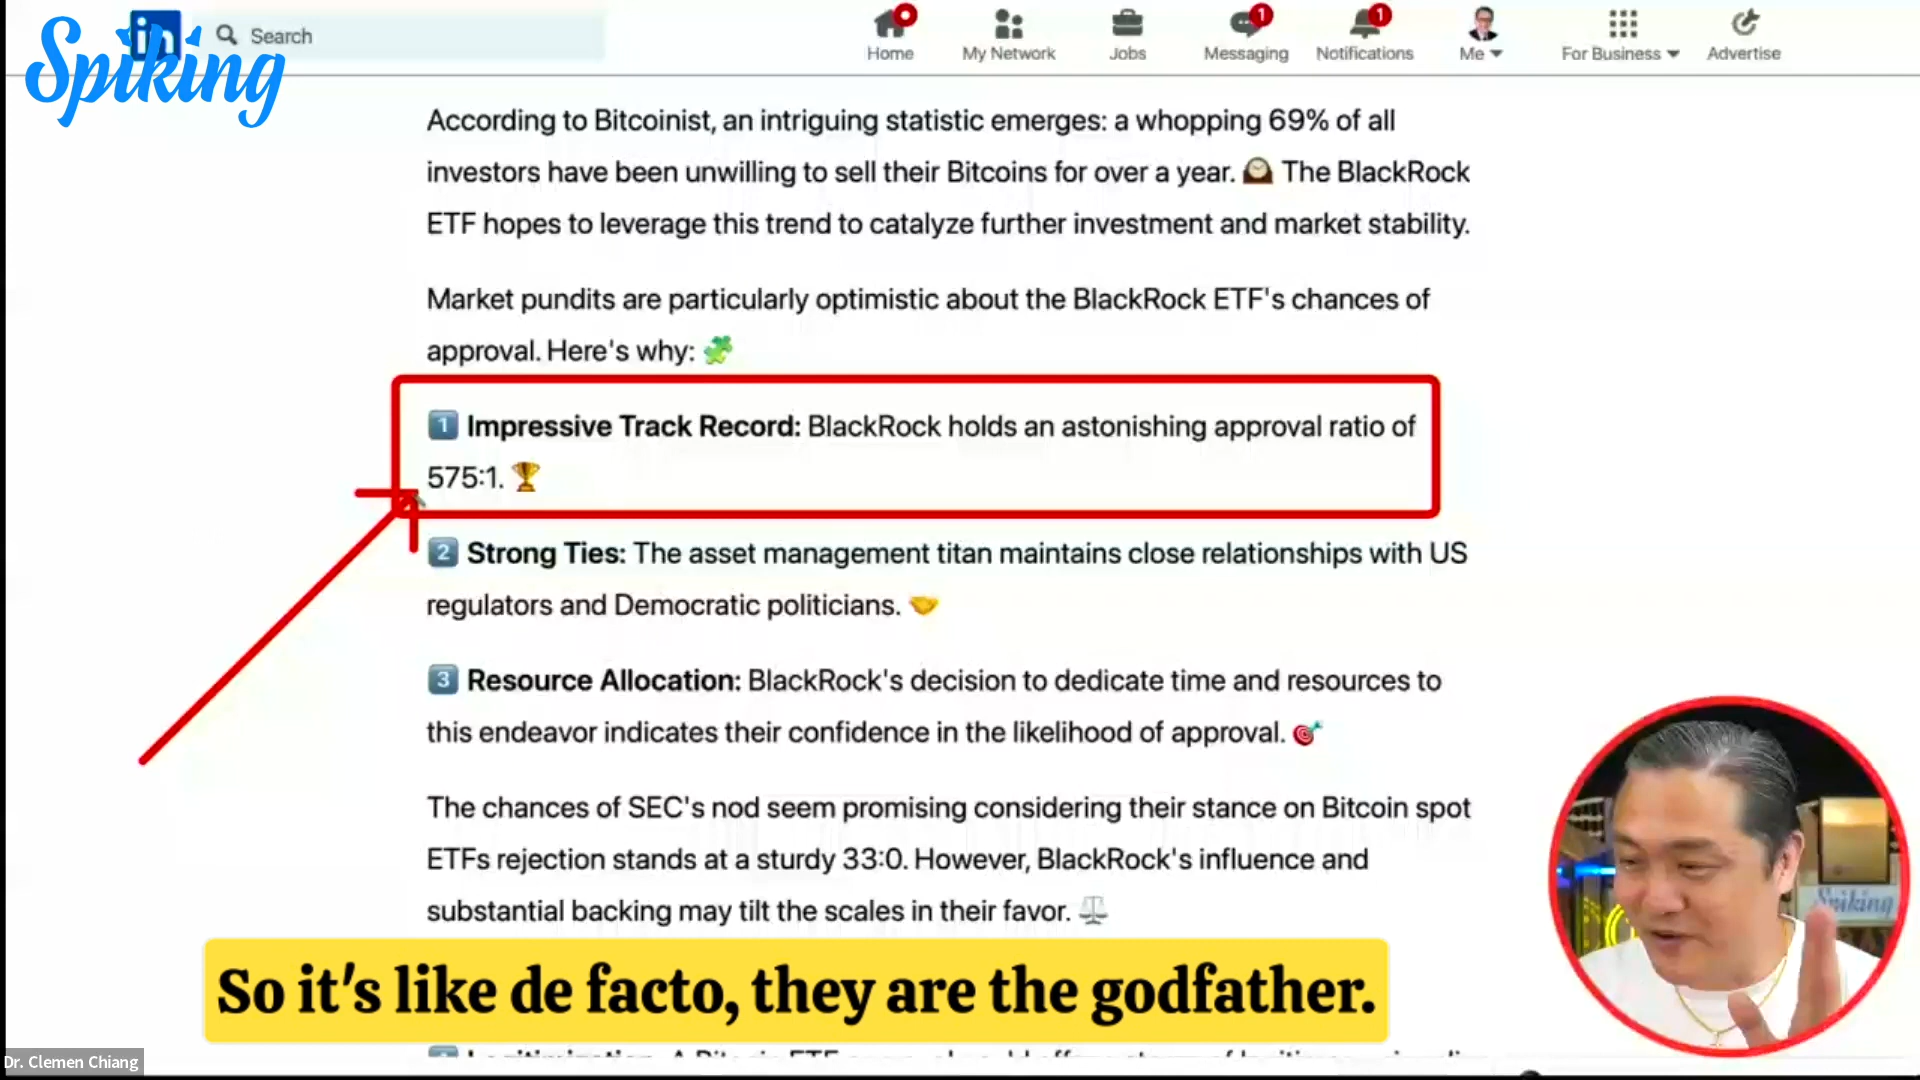 Spiking
in
Search
Home
My Network
Jobs
1
Messaging
1
Notifications
Me
For Business
Advertise
According to Bitcoinist, an intriguing statistic emerges: a whopping 69% of all
investors have been unwilling to sell their Bitcoins for over a year. 🕰️ The BlackRock
ETF hopes to leverage this trend to catalyze further investment and market stability.
Market pundits are particularly optimistic about the BlackRock ETF's chances of
approval. Here's why: 🧩
1️⃣ Impressive Track Record: BlackRock holds an astonishing approval ratio of
575:1. 🏆
2️⃣ Strong Ties: The asset management titan maintains close relationships with US
regulators and Democratic politicians. 🤝
3️⃣ Resource Allocation: BlackRock's decision to dedicate time and resources to
this endeavor indicates their confidence in the likelihood of approval. 🎯
The chances of SEC's nod seem promising considering their stance on Bitcoin spot
ETFs rejection stands at a sturdy 33:0. However, BlackRock's influence and
substantial backing may tilt the scales in their favor. ⚖️
Spiking
So it's like de facto, they are the godfather.
Dr. Clemen Chiang